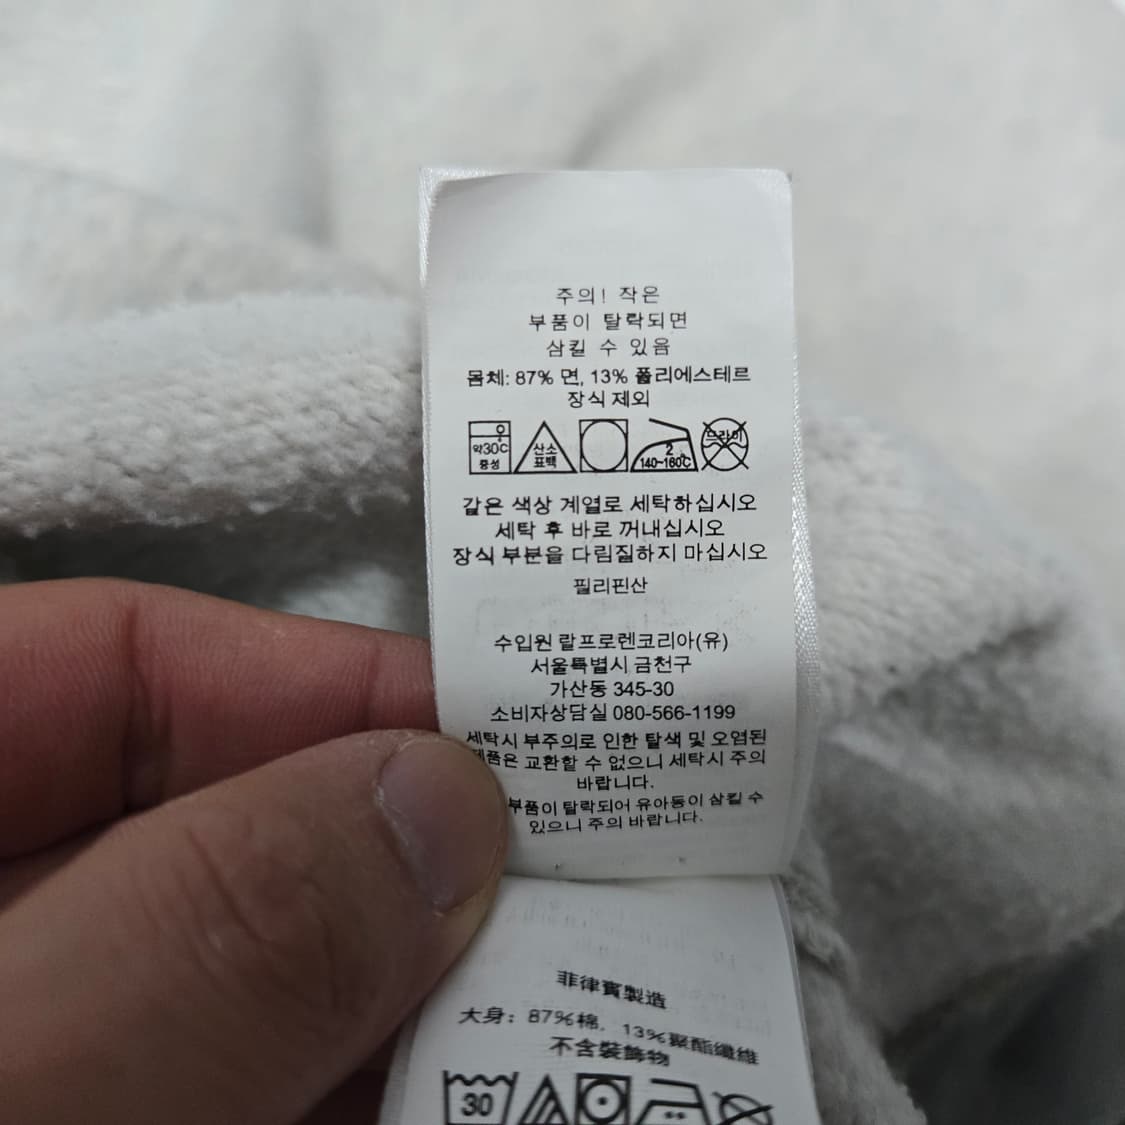 주의! 작은
부품이 탈락되면
삼킬 수 있음
몸체: 87% 면, 13% 폴리에스테르
장식 제외
약30℃ 중성
산소 표백
2 140~160℃
드라이
같은 색상 계열로 세탁하십시오
세탁 후 바로 꺼내십시오
장식 부분을 다림질하지 마십시오
필리핀산
수입원 랄프로렌코리아(유)
서울특별시 금천구
가산동 345-30
소비자상담실 080-566-1199
세탁시 부주의로 인한 탈색 및 오염된
제품은 교환할 수 없으니 세탁시 주의
바랍니다.
부품이 탈락되어 유아동이 삼킬 수
있으니 주의 바랍니다.
菲律賓製造
大身: 87%棉, 13%聚酯纖維
不含裝飾物
30